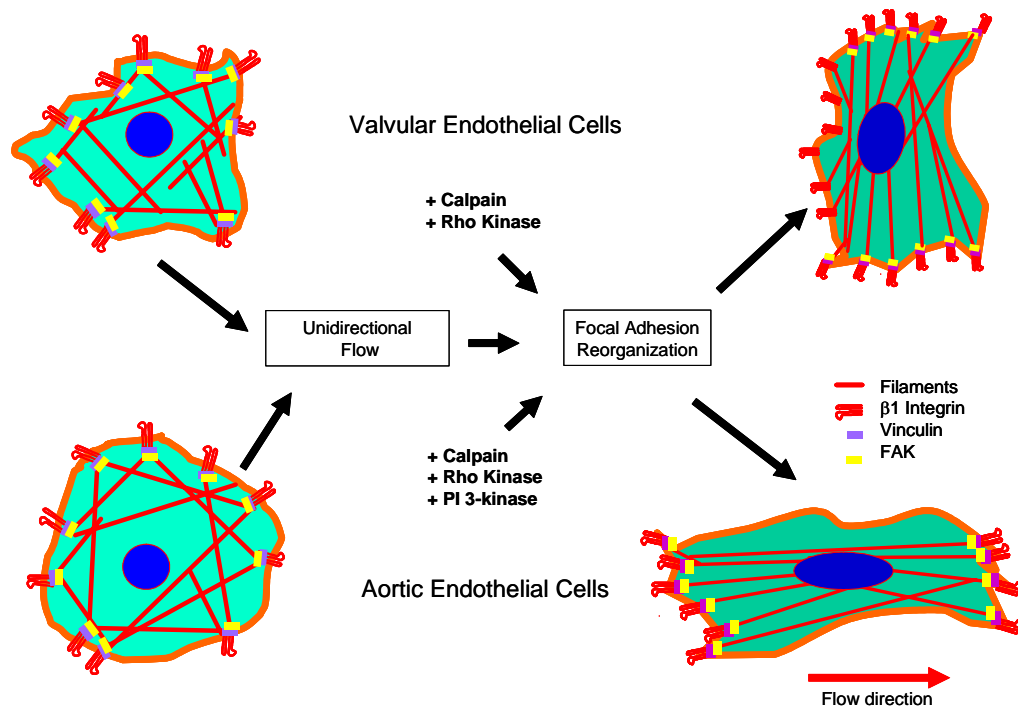 Valvular Endothelial Cells
+ Calpain
+ Rho Kinase
Unidirectional
Flow
Focal Adhesion
Reorganization
Filaments
β1 Integrin
Vinculin
FAK
+ Calpain
+ Rho Kinase
+ PI 3-kinase
Aortic Endothelial Cells
Flow direction